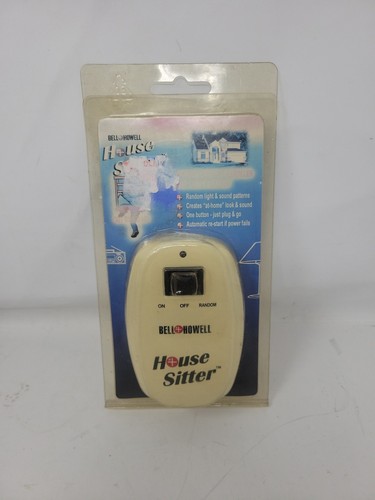 BELL+HOWELL
House
S
Random light & sound patterns
Creates "at-home" look & sound
One button - just plug & go
Automatic re-start if power fails
ON OFF RANDOM
BELL+HOWELL
House
Sitter™